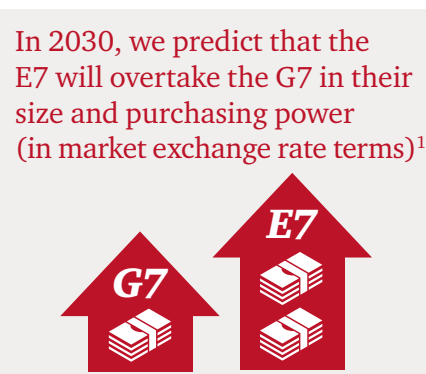 In 2030, we predict that the
E7 will overtake the G7 in their
size and purchasing power
(in market exchange rate terms)¹
E7
G7